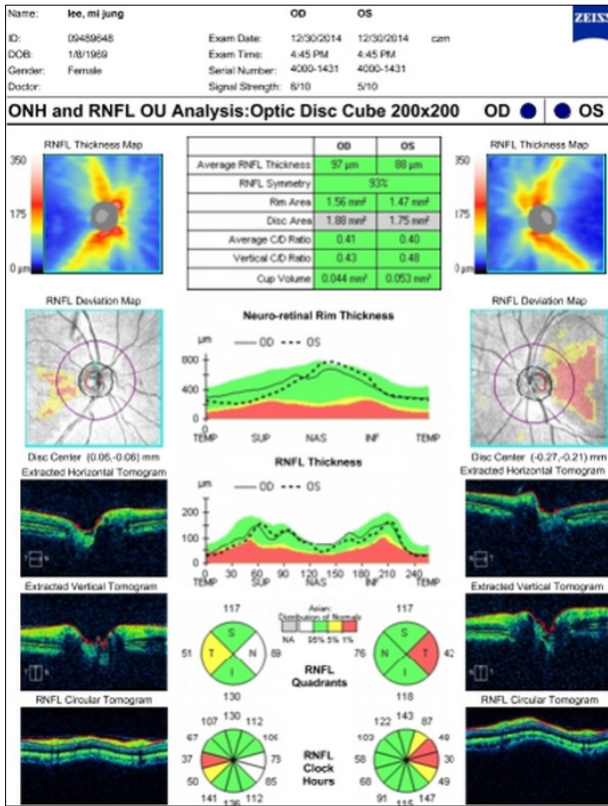 Name: lee, mi jung OD OS ZEISS
ID: 09489648 Exam Date: 12/30/2014 12/30/2014 czm
DOB: 1/8/1969 Exam Time: 4:45 PM 4:45 PM
Gender: Female Serial Number: 4000-1431 4000-1431
Doctor: Signal Strength: 6/10 5/10
ONH and RNFL OU Analysis:Optic Disc Cube 200x200 OD OS
RNFL Thickness Map
350
175
0 µm
OD OS
Average RNFL Thickness 97 µm 88 µm
RNFL Symmetry 93%
Rim Area 1.56 mm² 1.47 mm²
Disc Area 1.88 mm² 1.75 mm²
Average C/D Ratio 0.41 0.40
Vertical C/D Ratio 0.43 0.48
Cup Volume 0.044 mm³ 0.053 mm³
RNFL Thickness Map
350
175
0 µm
RNFL Deviation Map
Disc Center (0.06,-0.06) mm
Neuro-retinal Rim Thickness
µm OD OS
800
400
0
TEMP SUP NAS INF TEMP
RNFL Deviation Map
Disc Center (-0.27,-0.21) mm
Extracted Horizontal Tomogram
T N
RNFL Thickness
µm OD OS
200
100
0
0 30 60 90 120 150 180 210 240
TEMP SUP NAS INF TEMP
Extracted Horizontal Tomogram
Extracted Vertical Tomogram
117
51 T S N I 89
130
Asian:
Distribution of Normals
NA 95% 5% 1%
RNFL
Quadrants
117
76 N S T I 42
118
Extracted Vertical Tomogram
RNFL Circular Tomogram
130
107 112
67
37 73
50 85
141
RNFL
Clock
Hours
143
122 87
103
58 30
68 49
91 147
115
RNFL Circular Tomogram